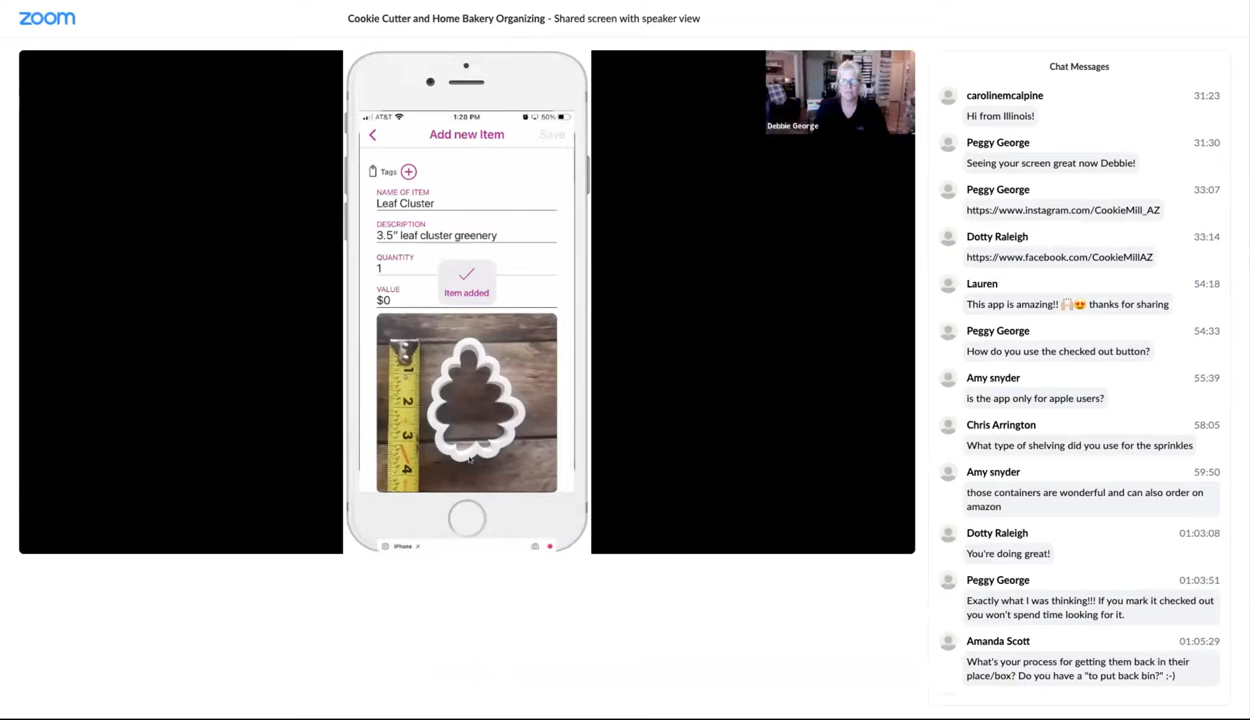 zoom
Cookie Cutter and Home Bakery Organizing - Shared screen with speaker view
AT&T 1:28 PM 50%
Add new Item Save
Tags
NAME OF ITEM
Leaf Cluster
DESCRIPTION
3.5" leaf cluster greenery
QUANTITY
1
VALUE
$0
Item added
1
2
3
4
iPhone
Debbie George
Chat Messages
carolinemcalpine 31:23
Hi from Illinois!
Peggy George 31:30
Seeing your screen great now Debbie!
Peggy George 33:07
https://www.instagram.com/CookieMill_AZ
Dotty Raleigh 33:14
https://www.facebook.com/CookieMillAZ
Lauren 54:18
This app is amazing!! 🙌🏻😍 thanks for sharing
Peggy George 54:33
How do you use the checked out button?
Amy snyder 55:39
is the app only for apple users?
Chris Arrington 58:05
What type of shelving did you use for the sprinkles
Amy snyder 59:50
those containers are wonderful and can also order on
amazon
Dotty Raleigh 01:03:08
You're doing great!
Peggy George 01:03:51
Exactly what I was thinking!!! If you mark it checked out
you won't spend time looking for it.
Amanda Scott 01:05:29
What's your process for getting them back in their
place/box? Do you have a "to put back bin?" :-)